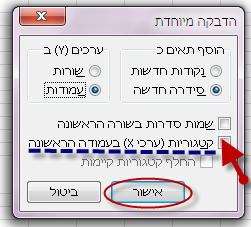 הדבקה מיוחדת
הוסף תאים כ
נקודות חדשות
סידרה חדשה
ערכים (Y) ב
שורות
עמודות
שמות סדרות בשורה הראשונה
קטגוריות (ערכי X) בעמודה הראשונה
החלף קטגוריות קיימות
אישור
ביטול